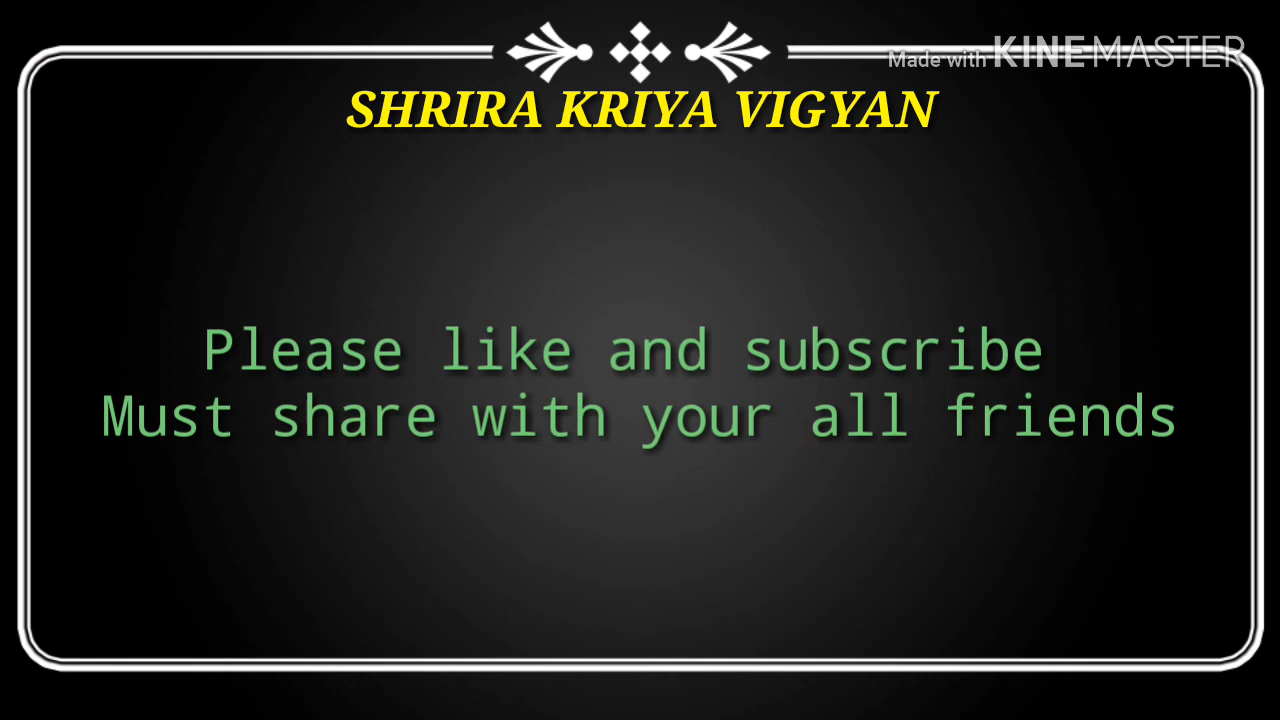 Made with KINEMASTER
SHRIRA KRIYA VIGYAN
Please like and subscribe
Must share with your all friends